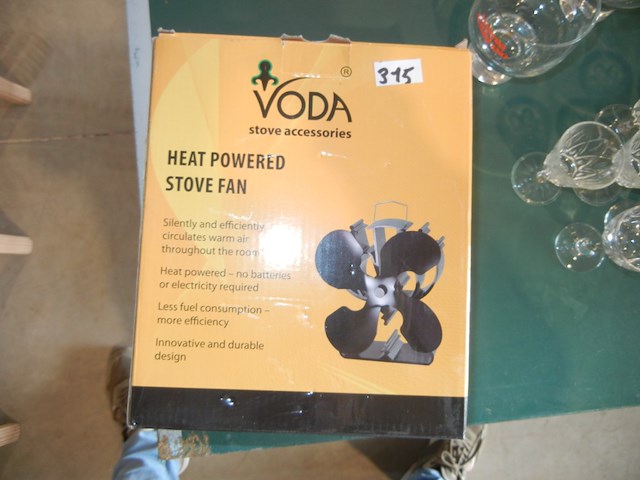 VODA ®
315
stove accessories
HEAT POWERED
STOVE FAN
Silently and efficiently
circulates warm air
throughout the room
Heat powered – no batteries
or electricity required
Less fuel consumption –
more efficiency
Innovative and durable
design